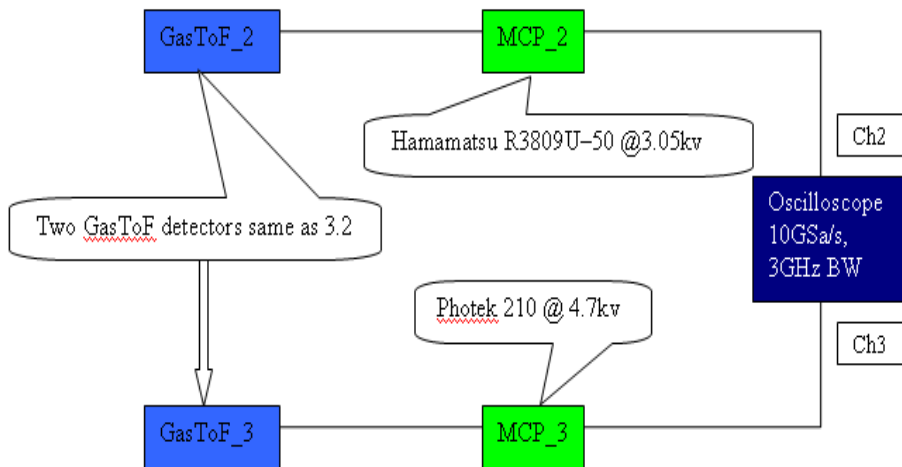 GasToF_2
MCP_2
Hamamatsu R3809U–50 @3.05kv
Ch2
Two GasToF detectors same as 3.2
Oscilloscope
10GSa/s,
3GHz BW
Photek 210 @ 4.7kv
Ch3
GasToF_3
MCP_3